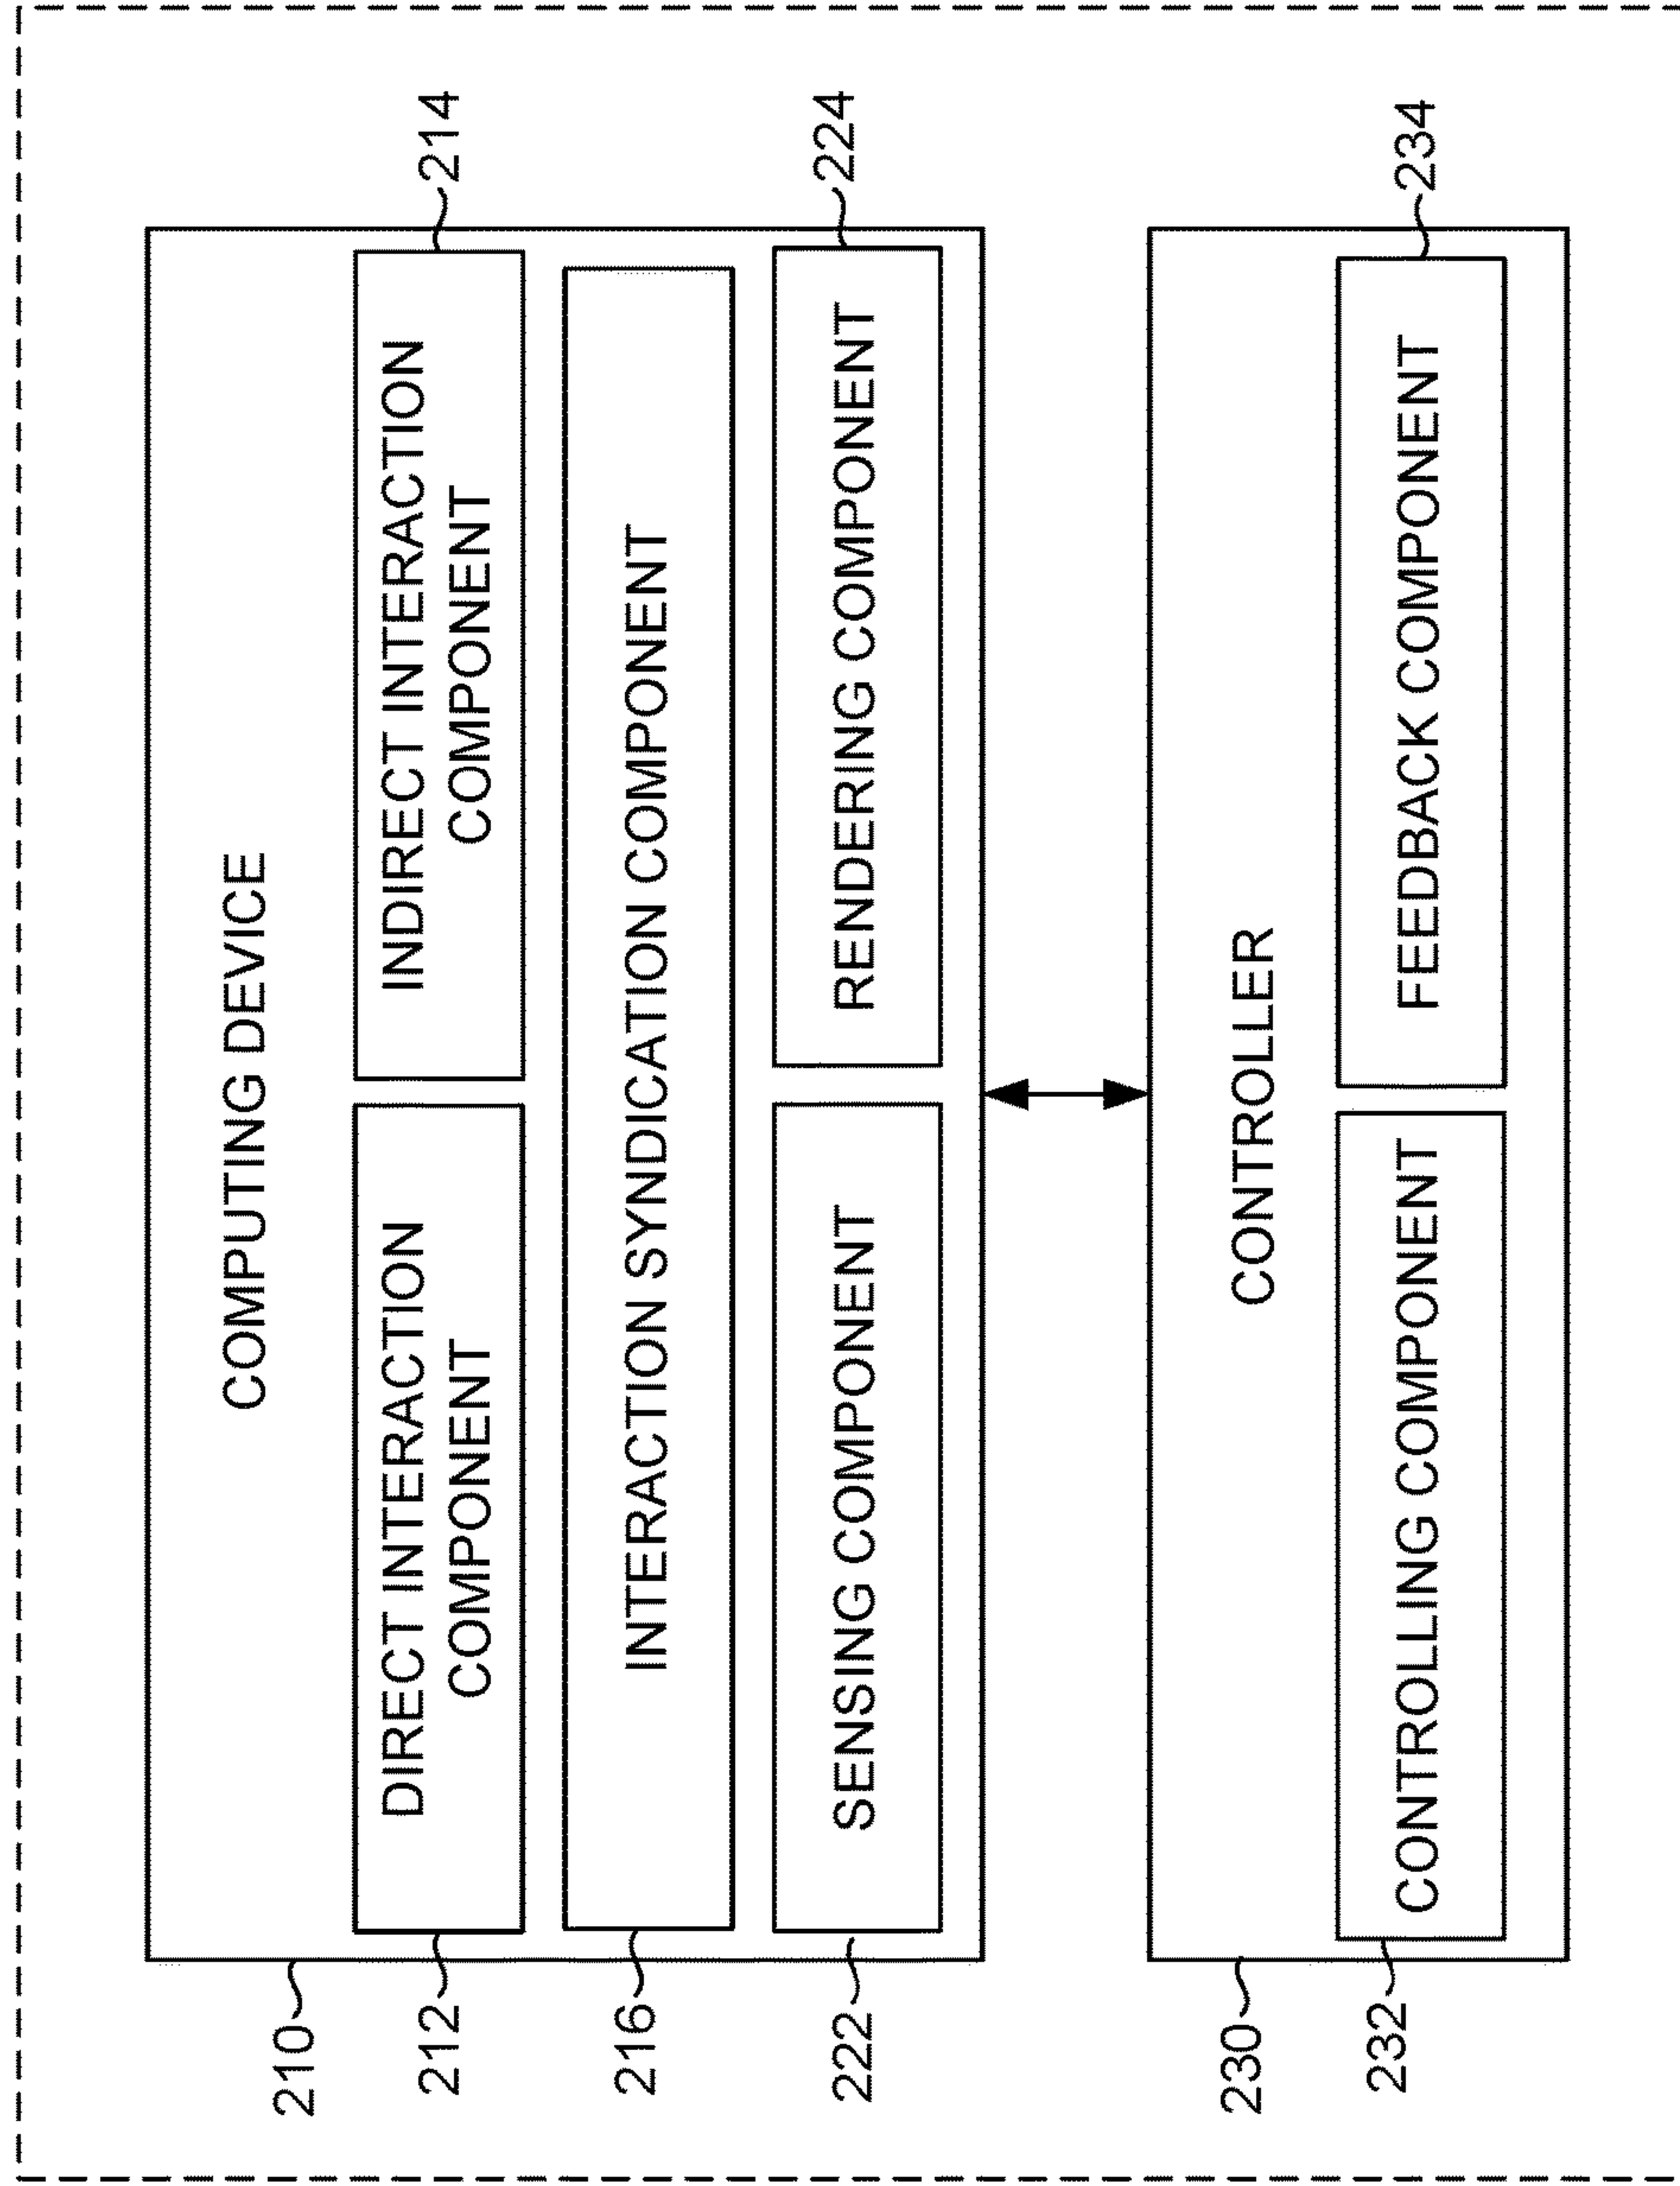 COMPUTING DEVICE
210
DIRECT INTERACTION
COMPONENT
212
INDIRECT INTERACTION
COMPONENT
214
INTERACTION SYNDICATION COMPONENT
216
SENSING COMPONENT
222
RENDERING COMPONENT
224
CONTROLLER
230
CONTROLLING COMPONENT
232
FEEDBACK COMPONENT
234